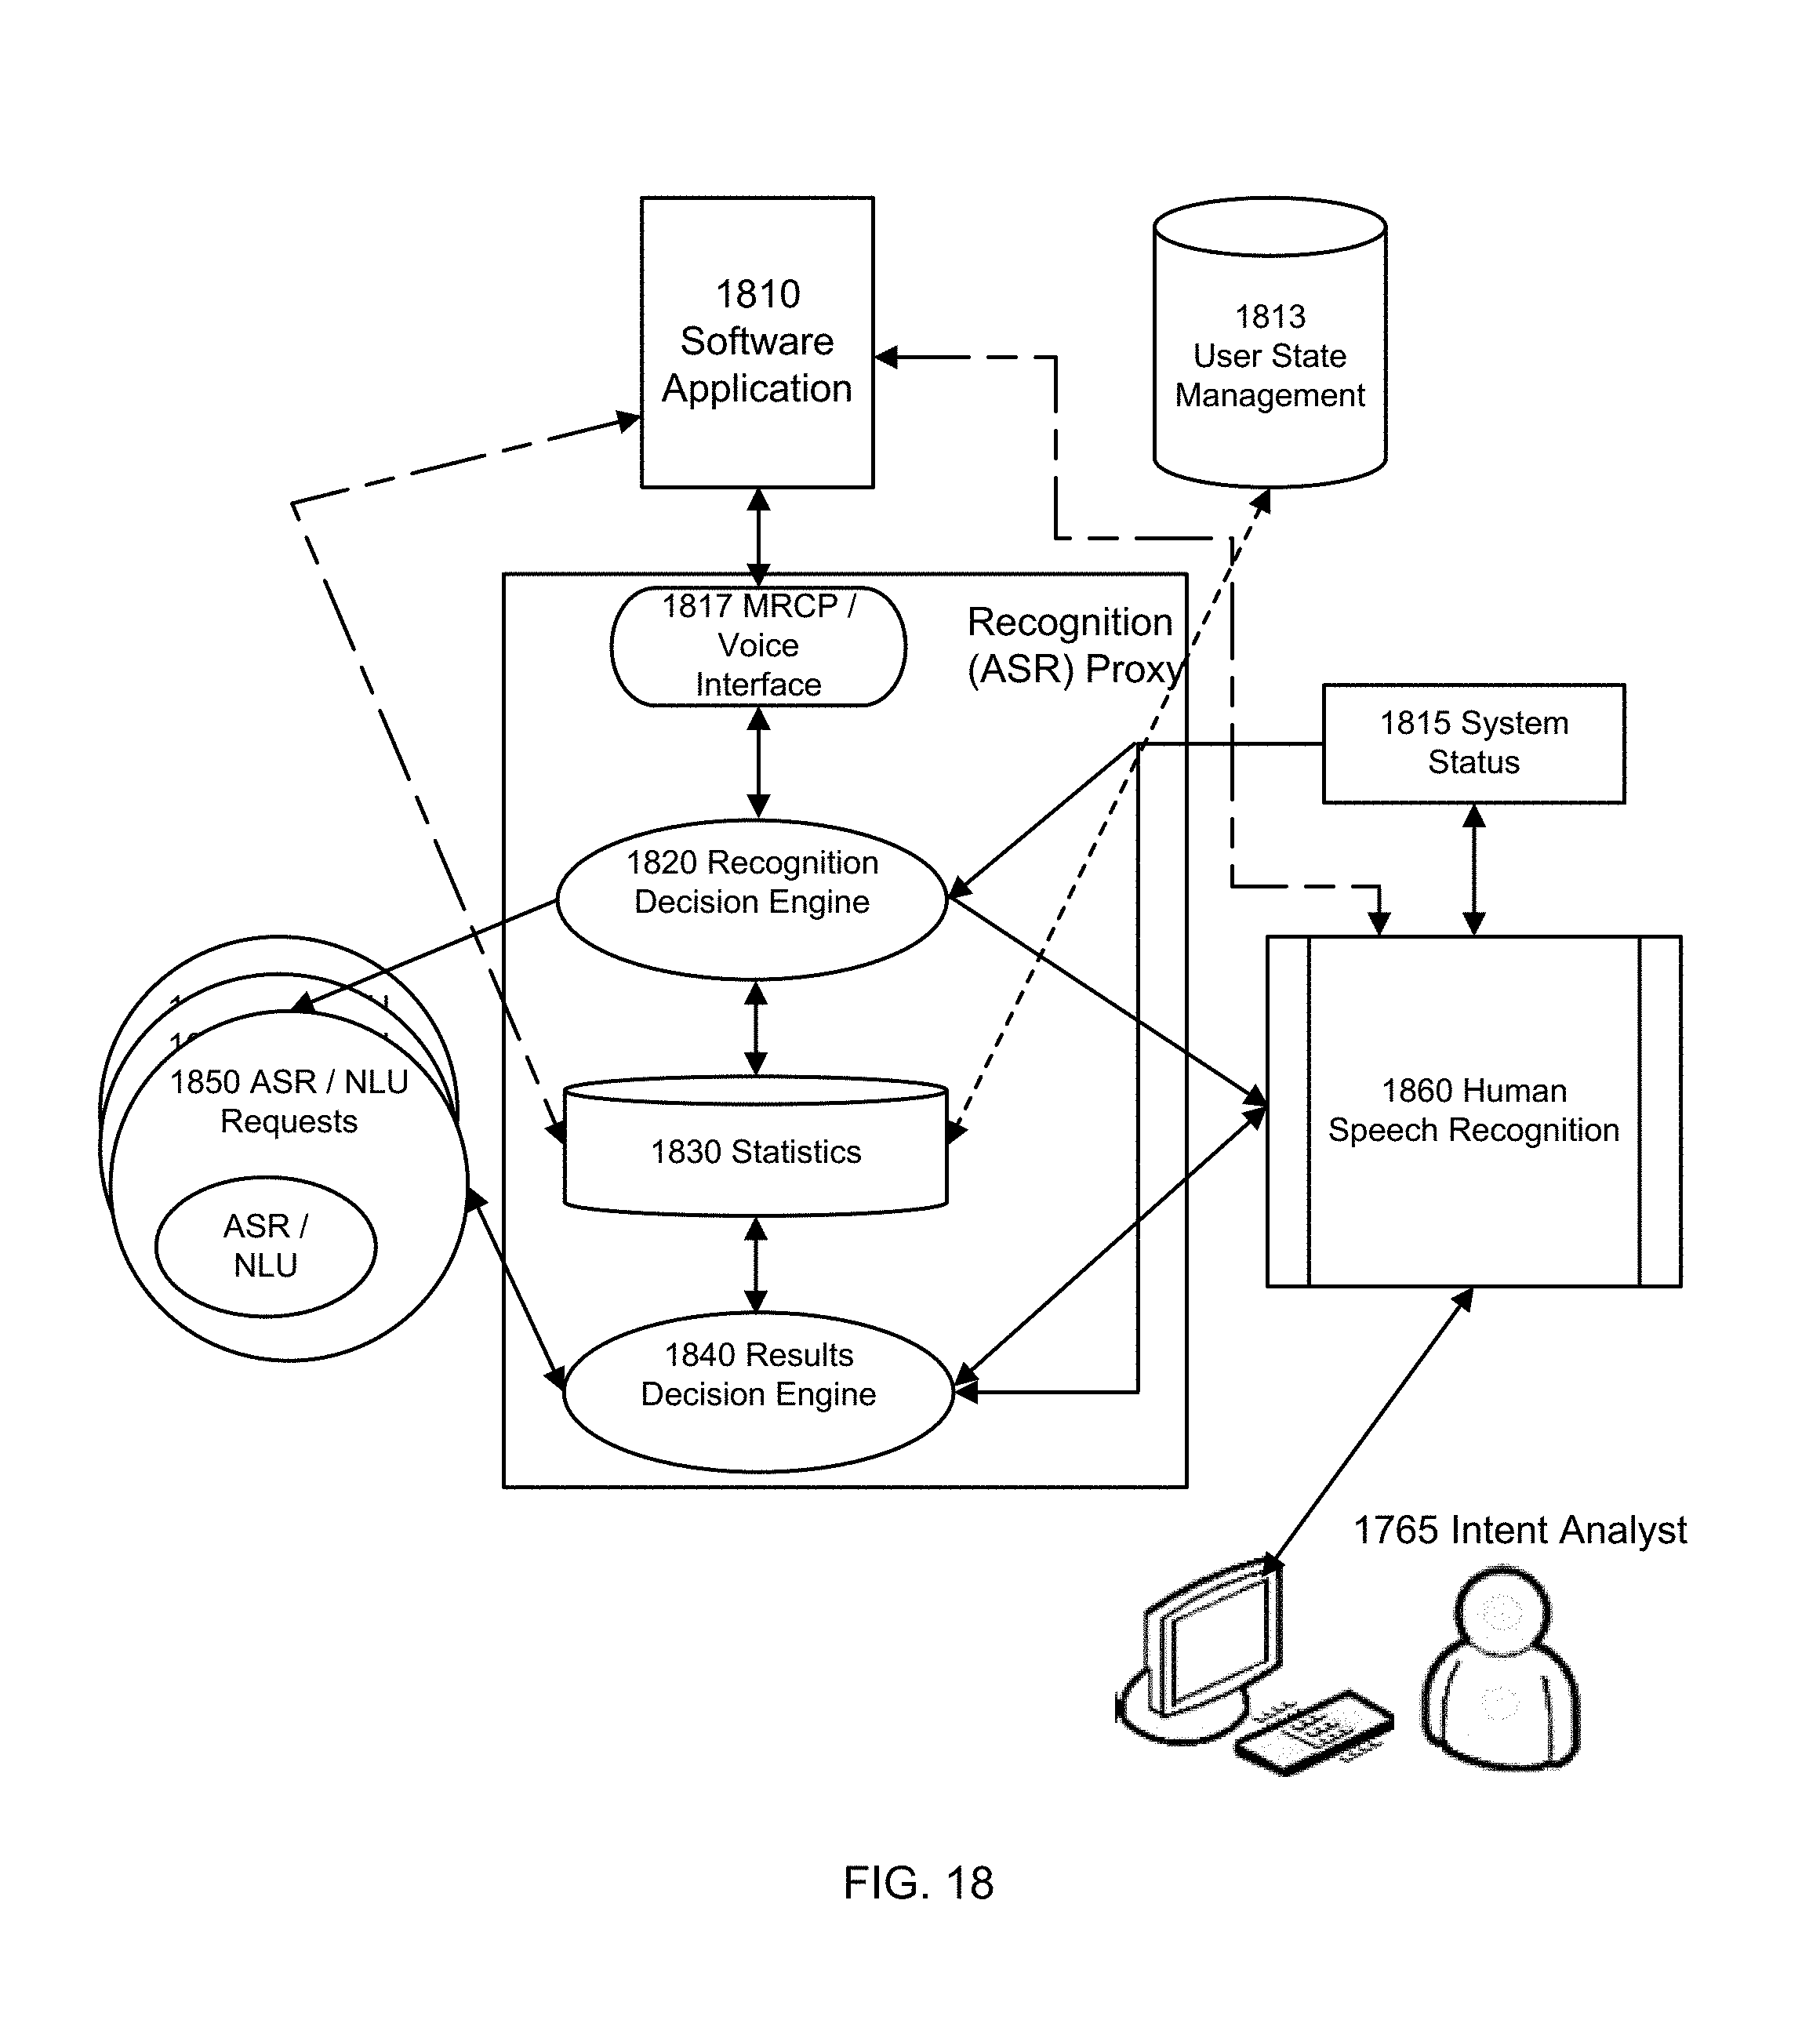 1810
Software
Application
1813
User State
Management
1817 MRCP /
Voice
Interface
Recognition
(ASR) Proxy
1815 System
Status
1820 Recognition
Decision Engine
1850 ASR / NLU
Requests
1860 Human
Speech Recognition
1830 Statistics
ASR /
NLU
1840 Results
Decision Engine
1765 Intent Analyst
FIG. 18